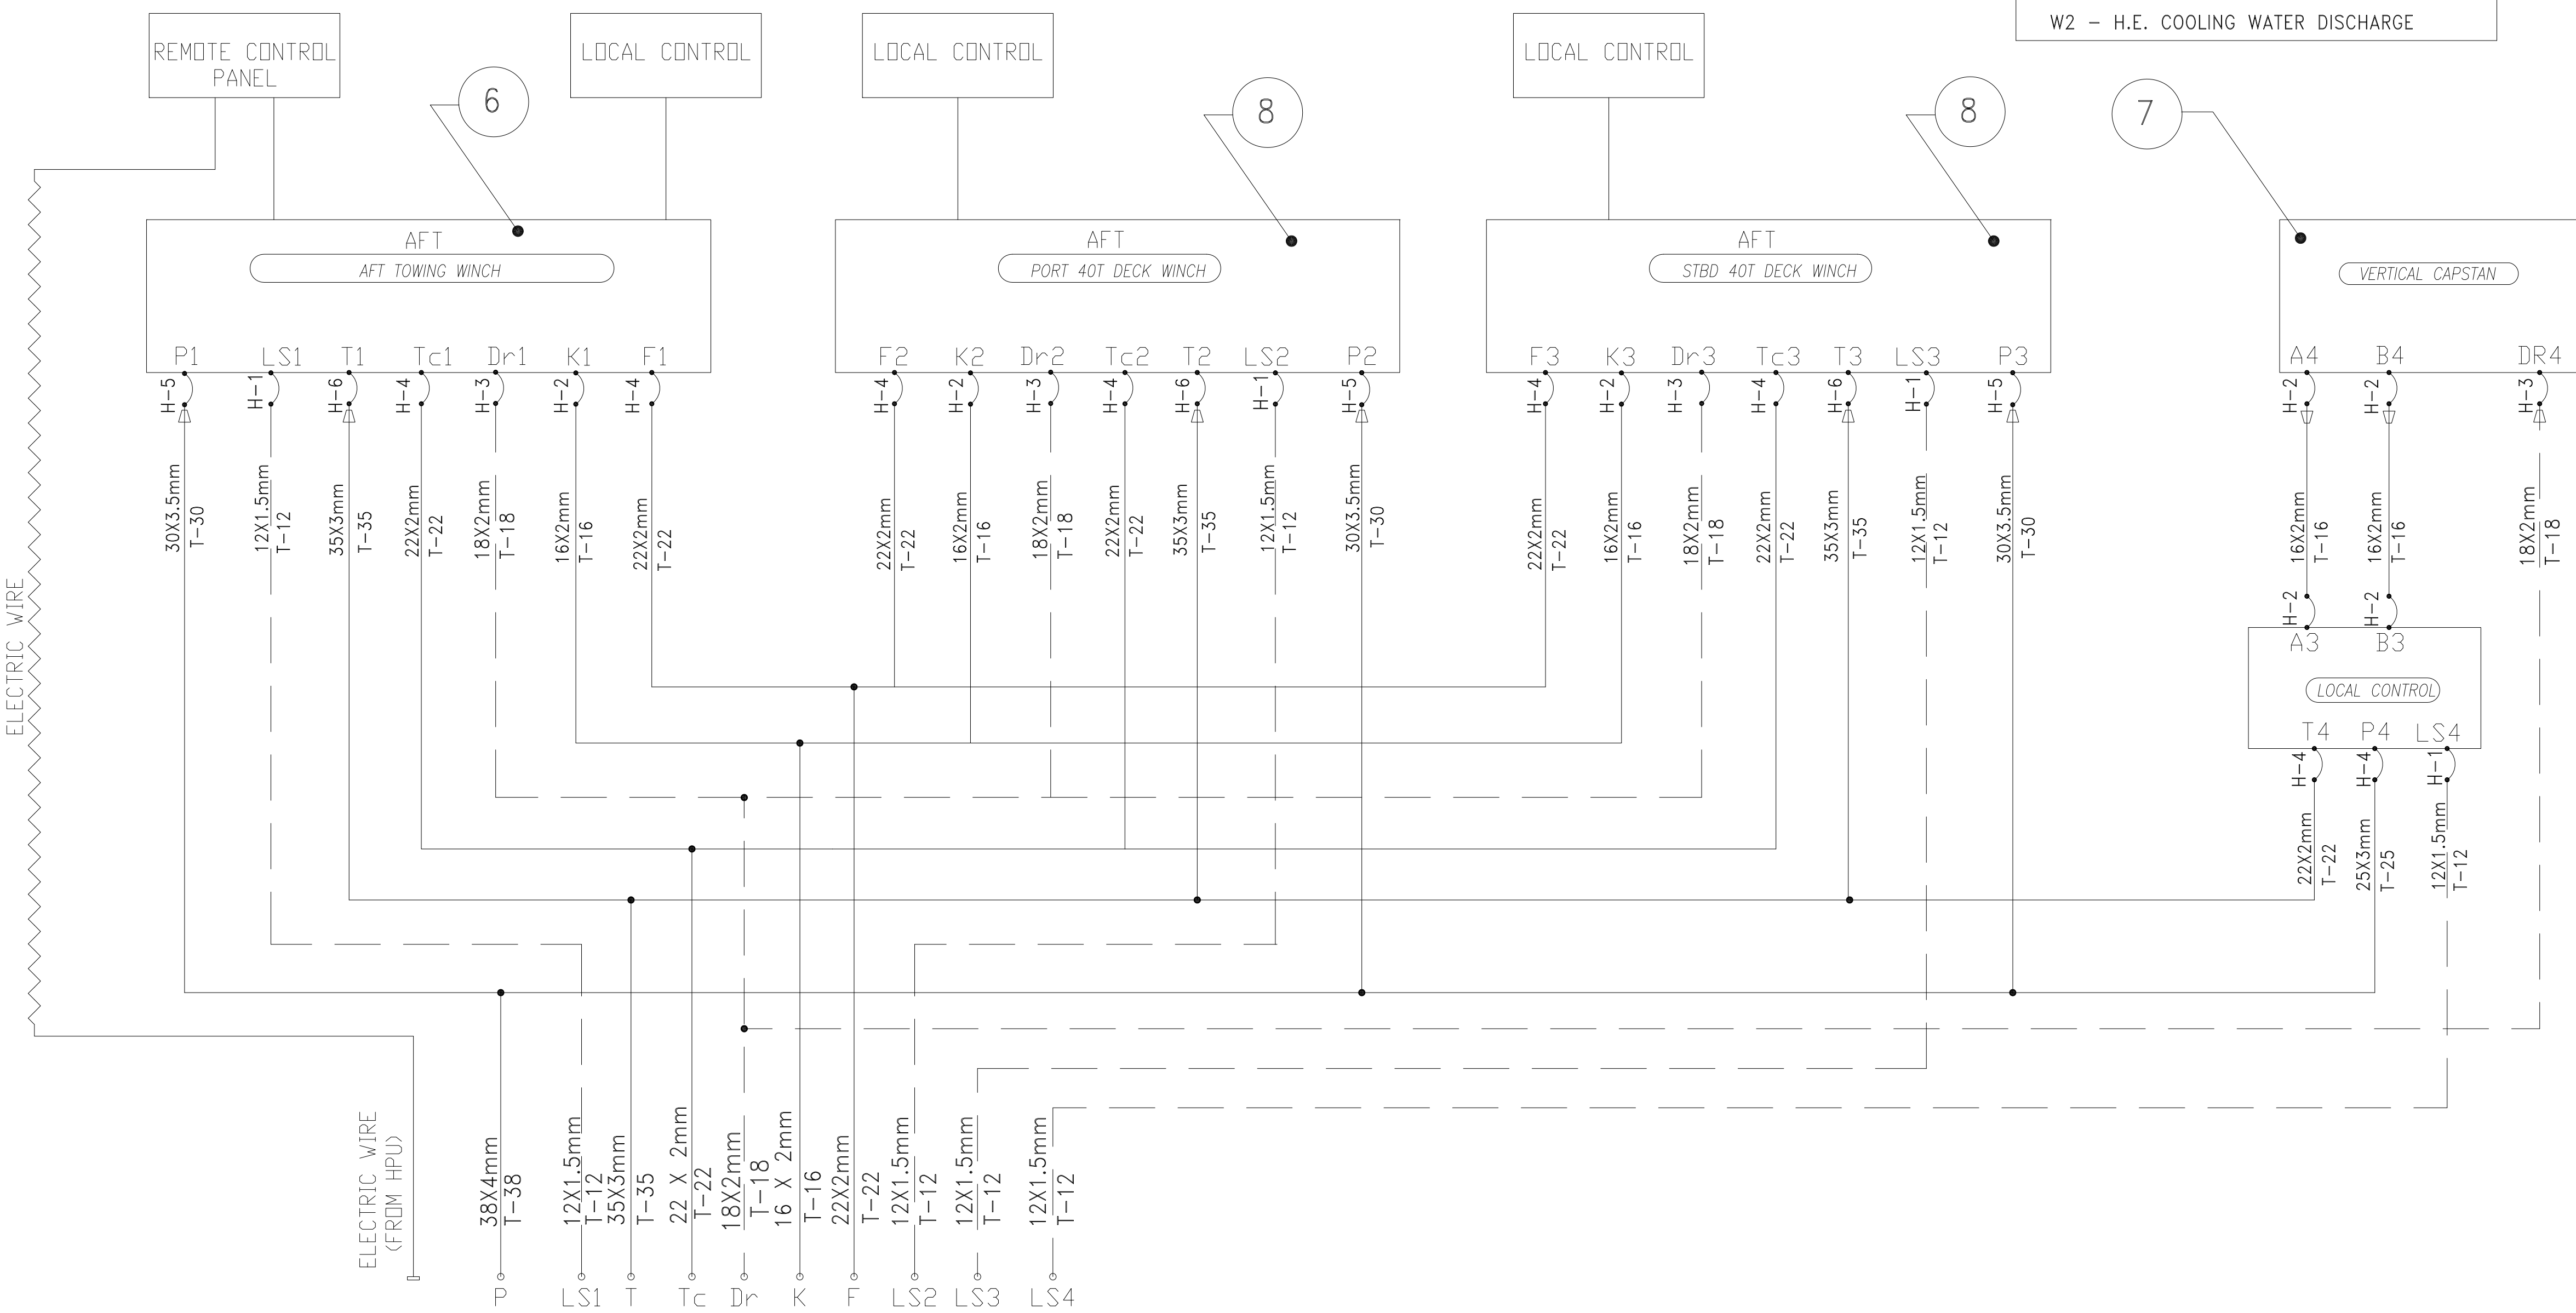 W2 - H.E. COOLING WATER DISCHARGE
REMOTE CONTROL
PANEL
LOCAL CONTROL
LOCAL CONTROL
LOCAL CONTROL
6
8
8
7
AFT
AFT TOWING WINCH
AFT
PORT 40T DECK WINCH
AFT
STBD 40T DECK WINCH
VERTICAL CAPSTAN
P1 LS1 T1 Tc1 Dr1 K1 F1
F2 K2 Dr2 Tc2 T2 LS2 P2
F3 K3 Dr3 Tc3 T3 LS3 P3
A4 B4 DR4
H-5 H-1 H-6 H-4 H-3 H-2 H-4
H-4 H-2 H-3 H-4 H-6 H-1 H-5
H-4 H-2 H-3 H-4 H-6 H-1 H-5
H-2 H-2 H-3
30X3.5mm
T-30
12X1.5mm
T-12
35X3mm
T-35
22X2mm
T-22
18X2mm
T-18
16X2mm
T-16
22X2mm
T-22
22X2mm
T-22
16X2mm
T-16
18X2mm
T-18
22X2mm
T-22
35X3mm
T-35
12X1.5mm
T-12
30X3.5mm
T-30
22X2mm
T-22
16X2mm
T-16
18X2mm
T-18
22X2mm
T-22
35X3mm
T-35
12X1.5mm
T-12
30X3.5mm
T-30
16X2mm
T-16
16X2mm
T-16
18X2mm
T-18
ELECTRIC WIRE
H-2 H-2
A3 B3
LOCAL CONTROL
T4 P4 LS4
H-4 H-4 H-1
22X2mm
T-22
25X3mm
T-25
12X1.5mm
T-12
ELECTRIC WIRE
(FROM HPU)
38X4mm
T-38
12X1.5mm
T-12
35X3mm
T-35
22 X 2mm
T-22
18X2mm
T-18
16 X 2mm
T-16
22X2mm
T-22
12X1.5mm
T-12
12X1.5mm
T-12
12X1.5mm
T-12
P LS1 T Tc Dr K F LS2 LS3 LS4